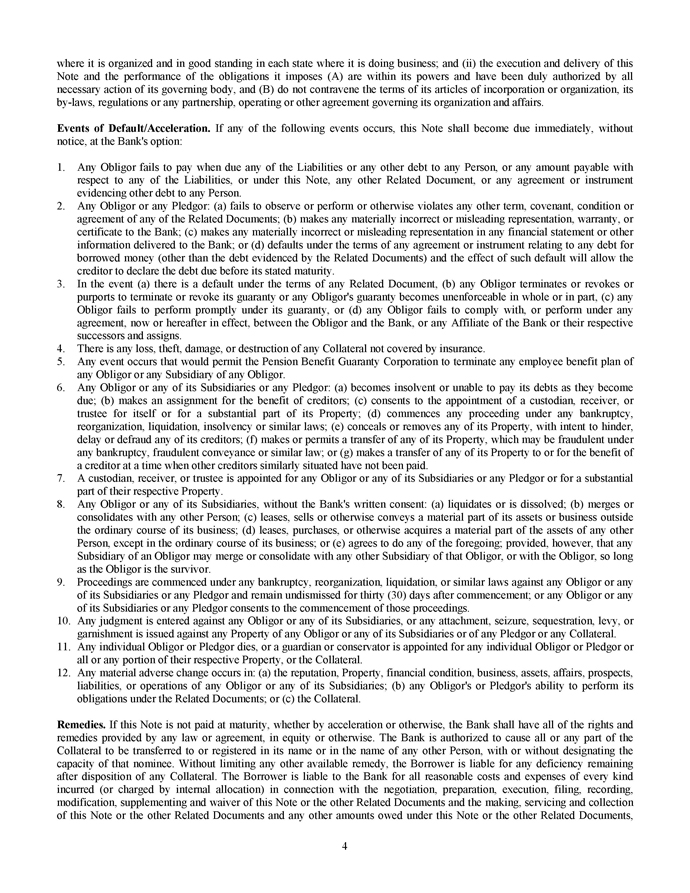 where it is organized and in good standing in each state where it is doing business; and (ii) the execution and delivery of this
Note and the performance of the obligations it imposes (A) are within its powers and have been duly authorized by all
necessary action of its governing body, and (B) do not contravene the terms of its articles of incorporation or organization, its
by-laws, regulations or any partnership, operating or other agreement governing its organization and affairs.
Events of Default/Acceleration. If any of the following events occurs, this Note shall become due immediately, without
notice, at the Bank's option:
1. Any Obligor fails to pay when due any of the Liabilities or any other debt to any Person, or any amount payable with
respect to any of the Liabilities, or under this Note, any other Related Document, or any agreement or instrument
evidencing other debt to any Person.
2. Any Obligor or any Pledgor: (a) fails to observe or perform or otherwise violates any other term, covenant, condition or
agreement of any of the Related Documents; (b) makes any materially incorrect or misleading representation, warranty, or
certificate to the Bank; (c) makes any materially incorrect or misleading representation in any financial statement or other
information delivered to the Bank; or (d) defaults under the terms of any agreement or instrument relating to any debt for
borrowed money (other than the debt evidenced by the Related Documents) and the effect of such default will allow the
creditor to declare the debt due before its stated maturity.
3. In the event (a) there is a default under the terms of any Related Document, (b) any Obligor terminates or revokes or
purports to terminate or revoke its guaranty or any Obligor's guaranty becomes unenforceable in whole or in part, (c) any
Obligor fails to perform promptly under its guaranty, or (d) any Obligor fails to comply with, or perform under any
agreement, now or hereafter in effect, between the Obligor and the Bank, or any Affiliate of the Bank or their respective
successors and assigns.
4. There is any loss, theft, damage, or destruction of any Collateral not covered by insurance.
5. Any event occurs that would permit the Pension Benefit Guaranty Corporation to terminate any employee benefit plan of
any Obligor or any Subsidiary of any Obligor.
6. Any Obligor or any of its Subsidiaries or any Pledgor: (a) becomes insolvent or unable to pay its debts as they become
due; (b) makes an assignment for the benefit of creditors; (c) consents to the appointment of a custodian, receiver, or
trustee for itself or for a substantial part of its Property; (d) commences any proceeding under any bankruptcy,
reorganization, liquidation, insolvency or similar laws; (e) conceals or removes any of its Property, with intent to hinder,
delay or defraud any of its creditors; (f) makes or permits a transfer of any of its Property, which may be fraudulent under
any bankruptcy, fraudulent conveyance or similar law; or (g) makes a transfer of any of its Property to or for the benefit of
a creditor at a time when other creditors similarly situated have not been paid.
7. A custodian, receiver, or trustee is appointed for any Obligor or any of its Subsidiaries or any Pledgor or for a substantial
part of their respective Property.
8. Any Obligor or any of its Subsidiaries, without the Bank's written consent: (a) liquidates or is dissolved; (b) merges or
consolidates with any other Person; (c) leases, sells or otherwise conveys a material part of its assets or business outside
the ordinary course of its business; (d) leases, purchases, or otherwise acquires a material part of the assets of any other
Person, except in the ordinary course of its business; or (e) agrees to do any of the foregoing; provided, however, that any
Subsidiary of an Obligor may merge or consolidate with any other Subsidiary of that Obligor, or with the Obligor, so long
as the Obligor is the survivor.
9. Proceedings are commenced under any bankruptcy, reorganization, liquidation, or similar laws against any Obligor or any
of its Subsidiaries or any Pledgor and remain undismissed for thirty (30) days after commencement; or any Obligor or any
of its Subsidiaries or any Pledgor consents to the commencement of those proceedings.
10. Any judgment is entered against any Obligor or any of its Subsidiaries, or any attachment, seizure, sequestration, levy, or
garnishment is issued against any Property of any Obligor or any of its Subsidiaries or of any Pledgor or any Collateral.
11. Any individual Obligor or Pledgor dies, or a guardian or conservator is appointed for any individual Obligor or Pledgor or
all or any portion of their respective Property, or the Collateral.
12. Any material adverse change occurs in: (a) the reputation, Property, financial condition, business, assets, affairs, prospects,
liabilities, or operations of any Obligor or any of its Subsidiaries; (b) any Obligor's or Pledgor's ability to perform its
obligations under the Related Documents; or (c) the Collateral.
Remedies. If this Note is not paid at maturity, whether by acceleration or otherwise, the Bank shall have all of the rights and
remedies provided by any law or agreement, in equity or otherwise. The Bank is authorized to cause all or any part of the
Collateral to be transferred to or registered in its name or in the name of any other Person, with or without designating the
capacity of that nominee. Without limiting any other available remedy, the Borrower is liable for any deficiency remaining
after disposition of any Collateral. The Borrower is liable to the Bank for all reasonable costs and expenses of every kind
incurred (or charged by internal allocation) in connection with the negotiation, preparation, execution, filing, recording,
modification, supplementing and waiver of this Note or the other Related Documents and the making, servicing and collection
of this Note or the other Related Documents and any other amounts owed under this Note or the other Related Documents,
4